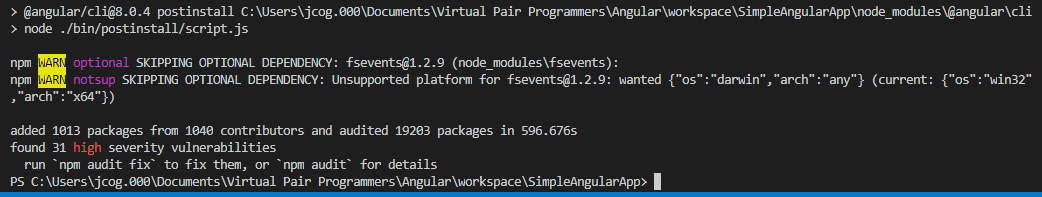 > @angular/cli@8.0.4 postinstall C:\Users\jcog.000\Documents\Virtual Pair Programmers\Angular\workspace\SimpleAngularApp\node_modules\@angular\cli
> node ./bin/postinstall/script.js
npm WARN optional SKIPPING OPTIONAL DEPENDENCY: fsevents@1.2.9 (node_modules\fsevents):
npm WARN notsup SKIPPING OPTIONAL DEPENDENCY: Unsupported platform for fsevents@1.2.9: wanted {"os":"darwin","arch":"any"} (current: {"os":"win32"
,"arch":"x64"})
added 1013 packages from 1040 contributors and audited 19203 packages in 596.676s
found 31 high severity vulnerabilities
run `npm audit fix` to fix them, or `npm audit` for details
PS C:\Users\jcog.000\Documents\Virtual Pair Programmers\Angular\workspace\SimpleAngularApp>